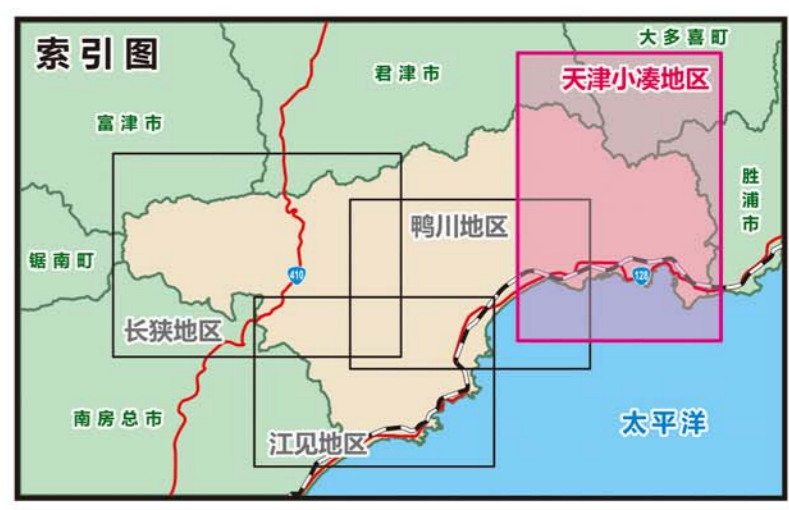 索引图
大多喜町
君津市
天津小凑地区
富津市
胜浦市
鸭川地区
锯南町
410
128
长狭地区
南房总市
太平洋
江见地区